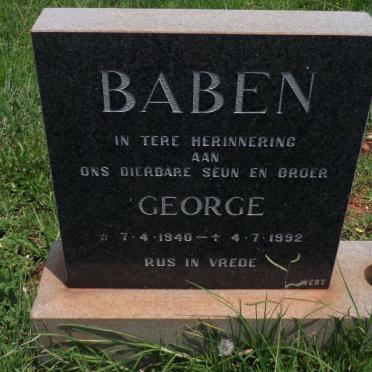 BABEN
IN TERE HERINNERING
AAN
ONS DIERBARE SEUN EN BROER
GEORGE
☆ 7·4·1940 — ✝ 4·7·1992
RUS IN VREDE
WEST